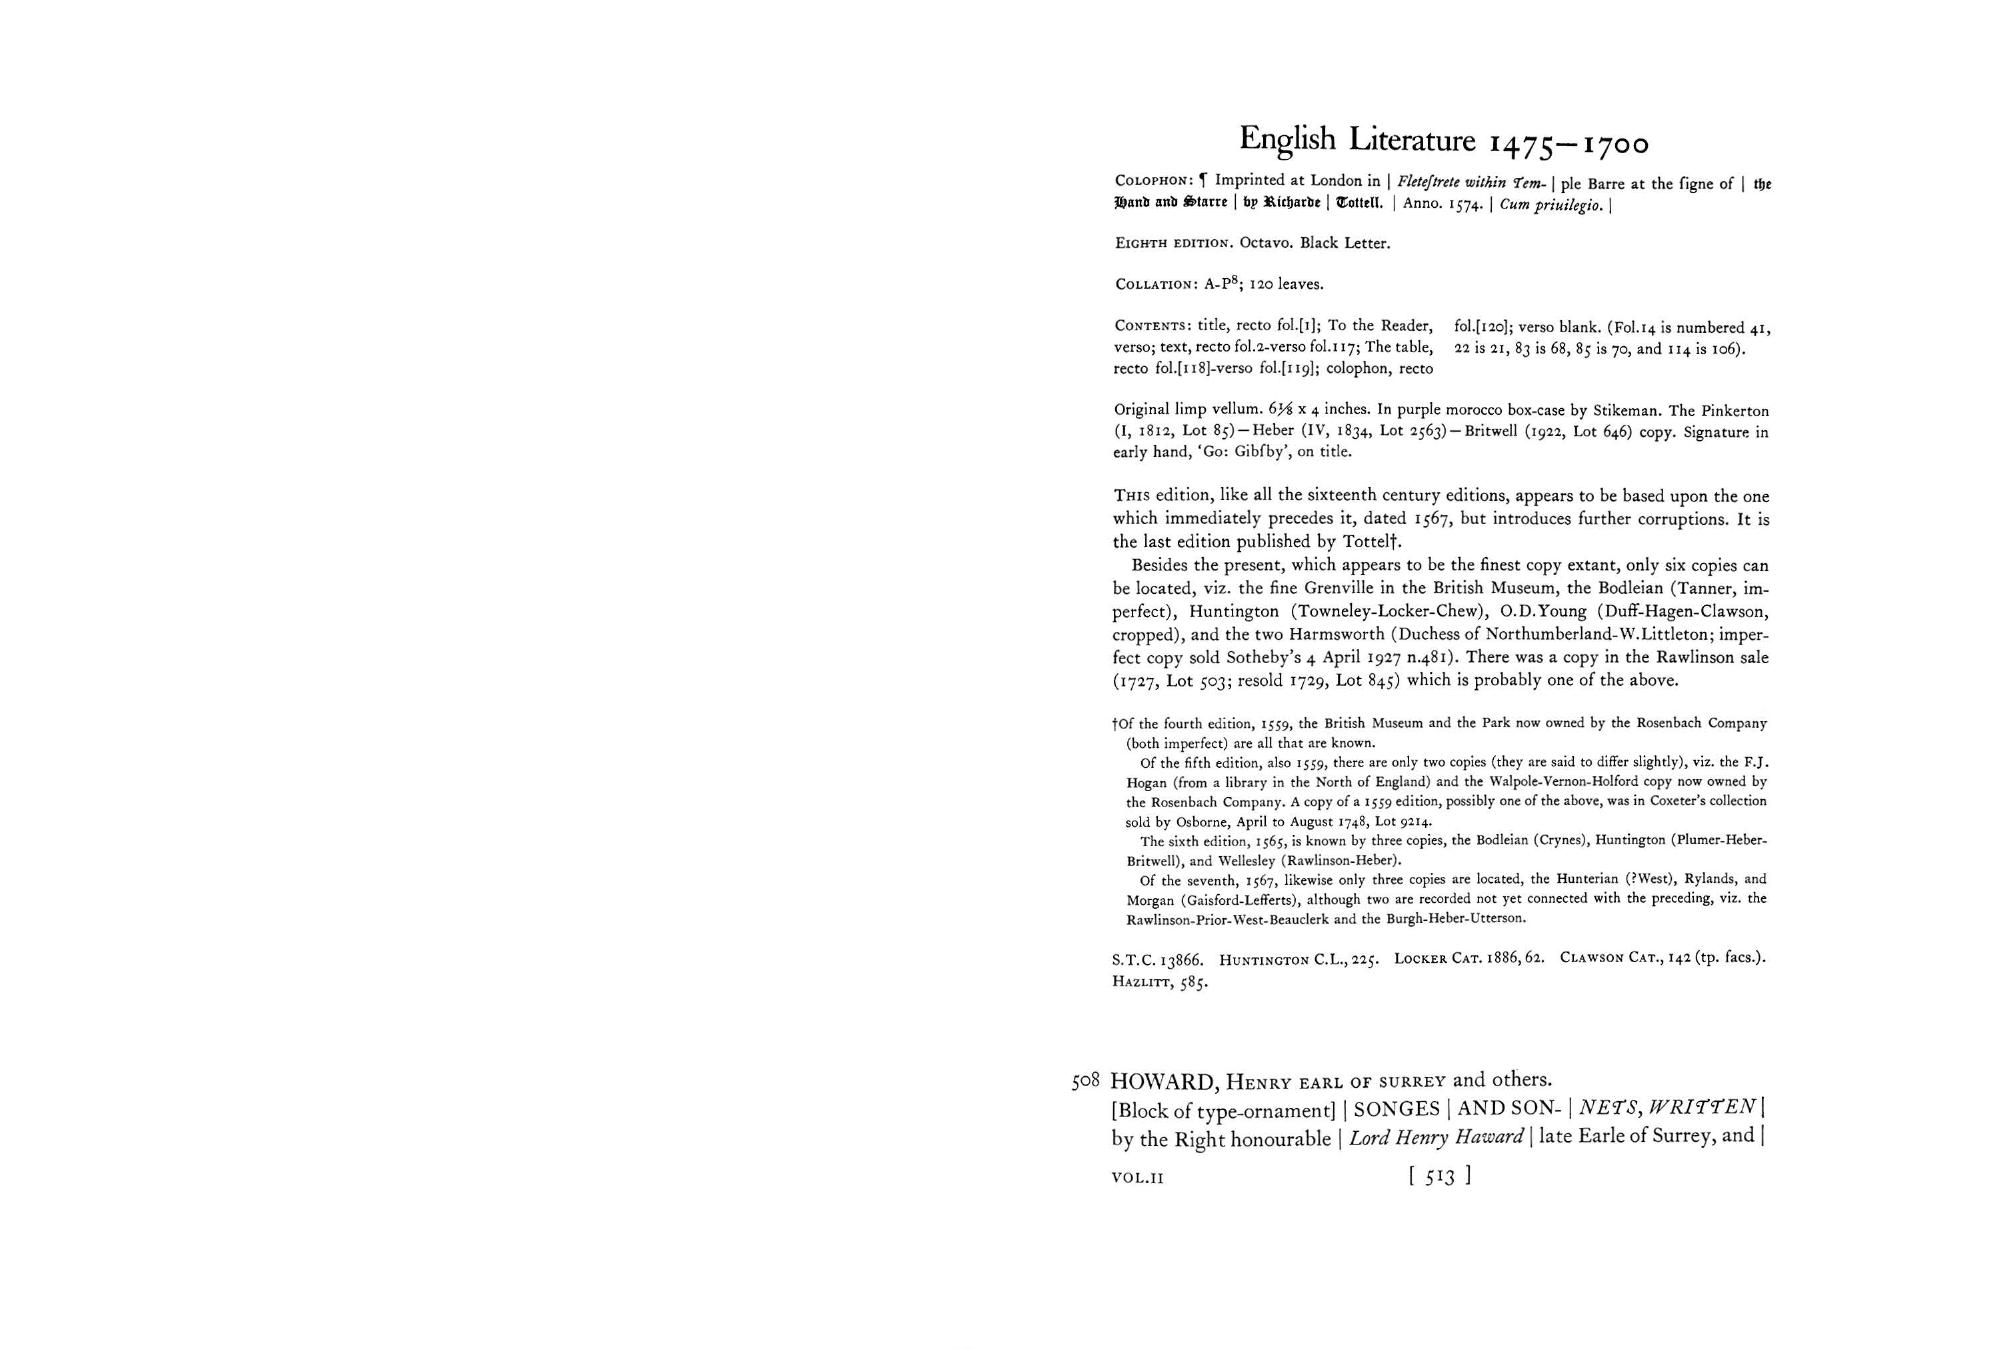 English Literature 1475—1700
COLOPHON: ¶ Imprinted at London in | Fleteſtrete within Tem- | ple Barre at the ſigne of | the
Hand and Starre | by Richarde | Tottell. | Anno. 1574. | Cum priuilegio. |
EIGHTH EDITION. Octavo. Black Letter.
COLLATION: A-P⁸; 120 leaves.
CONTENTS: title, recto fol.[1]; To the Reader,
verso; text, recto fol.2-verso fol.117; The table,
recto fol.[118]-verso fol.[119]; colophon, recto
fol.[120]; verso blank. (Fol.14 is numbered 41,
22 is 21, 83 is 68, 85 is 70, and 114 is 106).
Original limp vellum. 6⅛ x 4 inches. In purple morocco box-case by Stikeman. The Pinkerton
(I, 1812, Lot 85)—Heber (IV, 1834, Lot 2563)—Britwell (1922, Lot 646) copy. Signature in
early hand, 'Go: Gibſby', on title.
THIS edition, like all the sixteenth century editions, appears to be based upon the one
which immediately precedes it, dated 1567, but introduces further corruptions. It is
the last edition published by Tottel†.
Besides the present, which appears to be the finest copy extant, only six copies can
be located, viz. the fine Grenville in the British Museum, the Bodleian (Tanner, im-
perfect), Huntington (Towneley-Locker-Chew), O.D.Young (Duff-Hagen-Clawson,
cropped), and the two Harmsworth (Duchess of Northumberland-W.Littleton; imper-
fect copy sold Sotheby's 4 April 1927 n.481). There was a copy in the Rawlinson sale
(1727, Lot 503; resold 1729, Lot 845) which is probably one of the above.
†Of the fourth edition, 1559, the British Museum and the Park now owned by the Rosenbach Company
(both imperfect) are all that are known.
Of the fifth edition, also 1559, there are only two copies (they are said to differ slightly), viz. the F.J.
Hogan (from a library in the North of England) and the Walpole-Vernon-Holford copy now owned by
the Rosenbach Company. A copy of a 1559 edition, possibly one of the above, was in Coxeter's collection
sold by Osborne, April to August 1748, Lot 9214.
The sixth edition, 1565, is known by three copies, the Bodleian (Crynes), Huntington (Plumer-Heber-
Britwell), and Wellesley (Rawlinson-Heber).
Of the seventh, 1567, likewise only three copies are located, the Hunterian (?West), Rylands, and
Morgan (Gaisford-Lefferts), although two are recorded not yet connected with the preceding, viz. the
Rawlinson-Prior-West-Beauclerk and the Burgh-Heber-Utterson.
S.T.C. 13866. HUNTINGTON C.L., 225. LOCKER CAT. 1886, 62. CLAWSON CAT., 142 (tp. facs.).
HAZLITT, 585.
508 HOWARD, HENRY EARL OF SURREY and others.
[Block of type-ornament] | SONGES | AND SON- | NETS, WRITTEN |
by the Right honourable | Lord Henry Haward | late Earle of Surrey, and |
VOL.II [ 513 ]